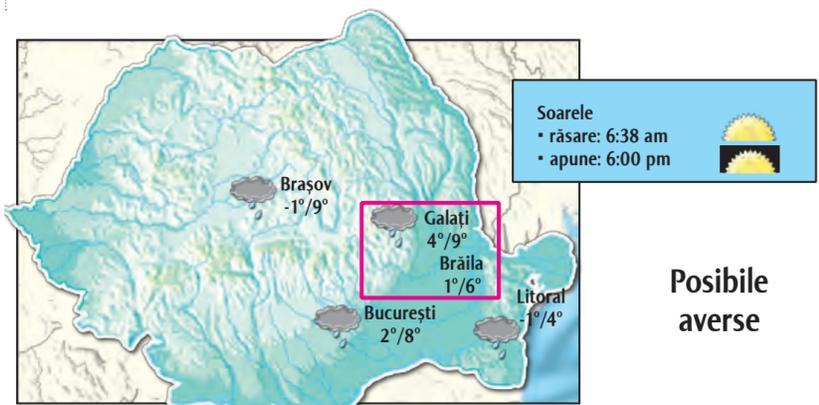 Soarele
• răsare: 6:38 am
• apune: 6:00 pm
Brașov
-1°/9°
Galați
4°/9°
Brăila
1°/6°
Litoral
-1°/4°
București
2°/8°
Posibile
averse